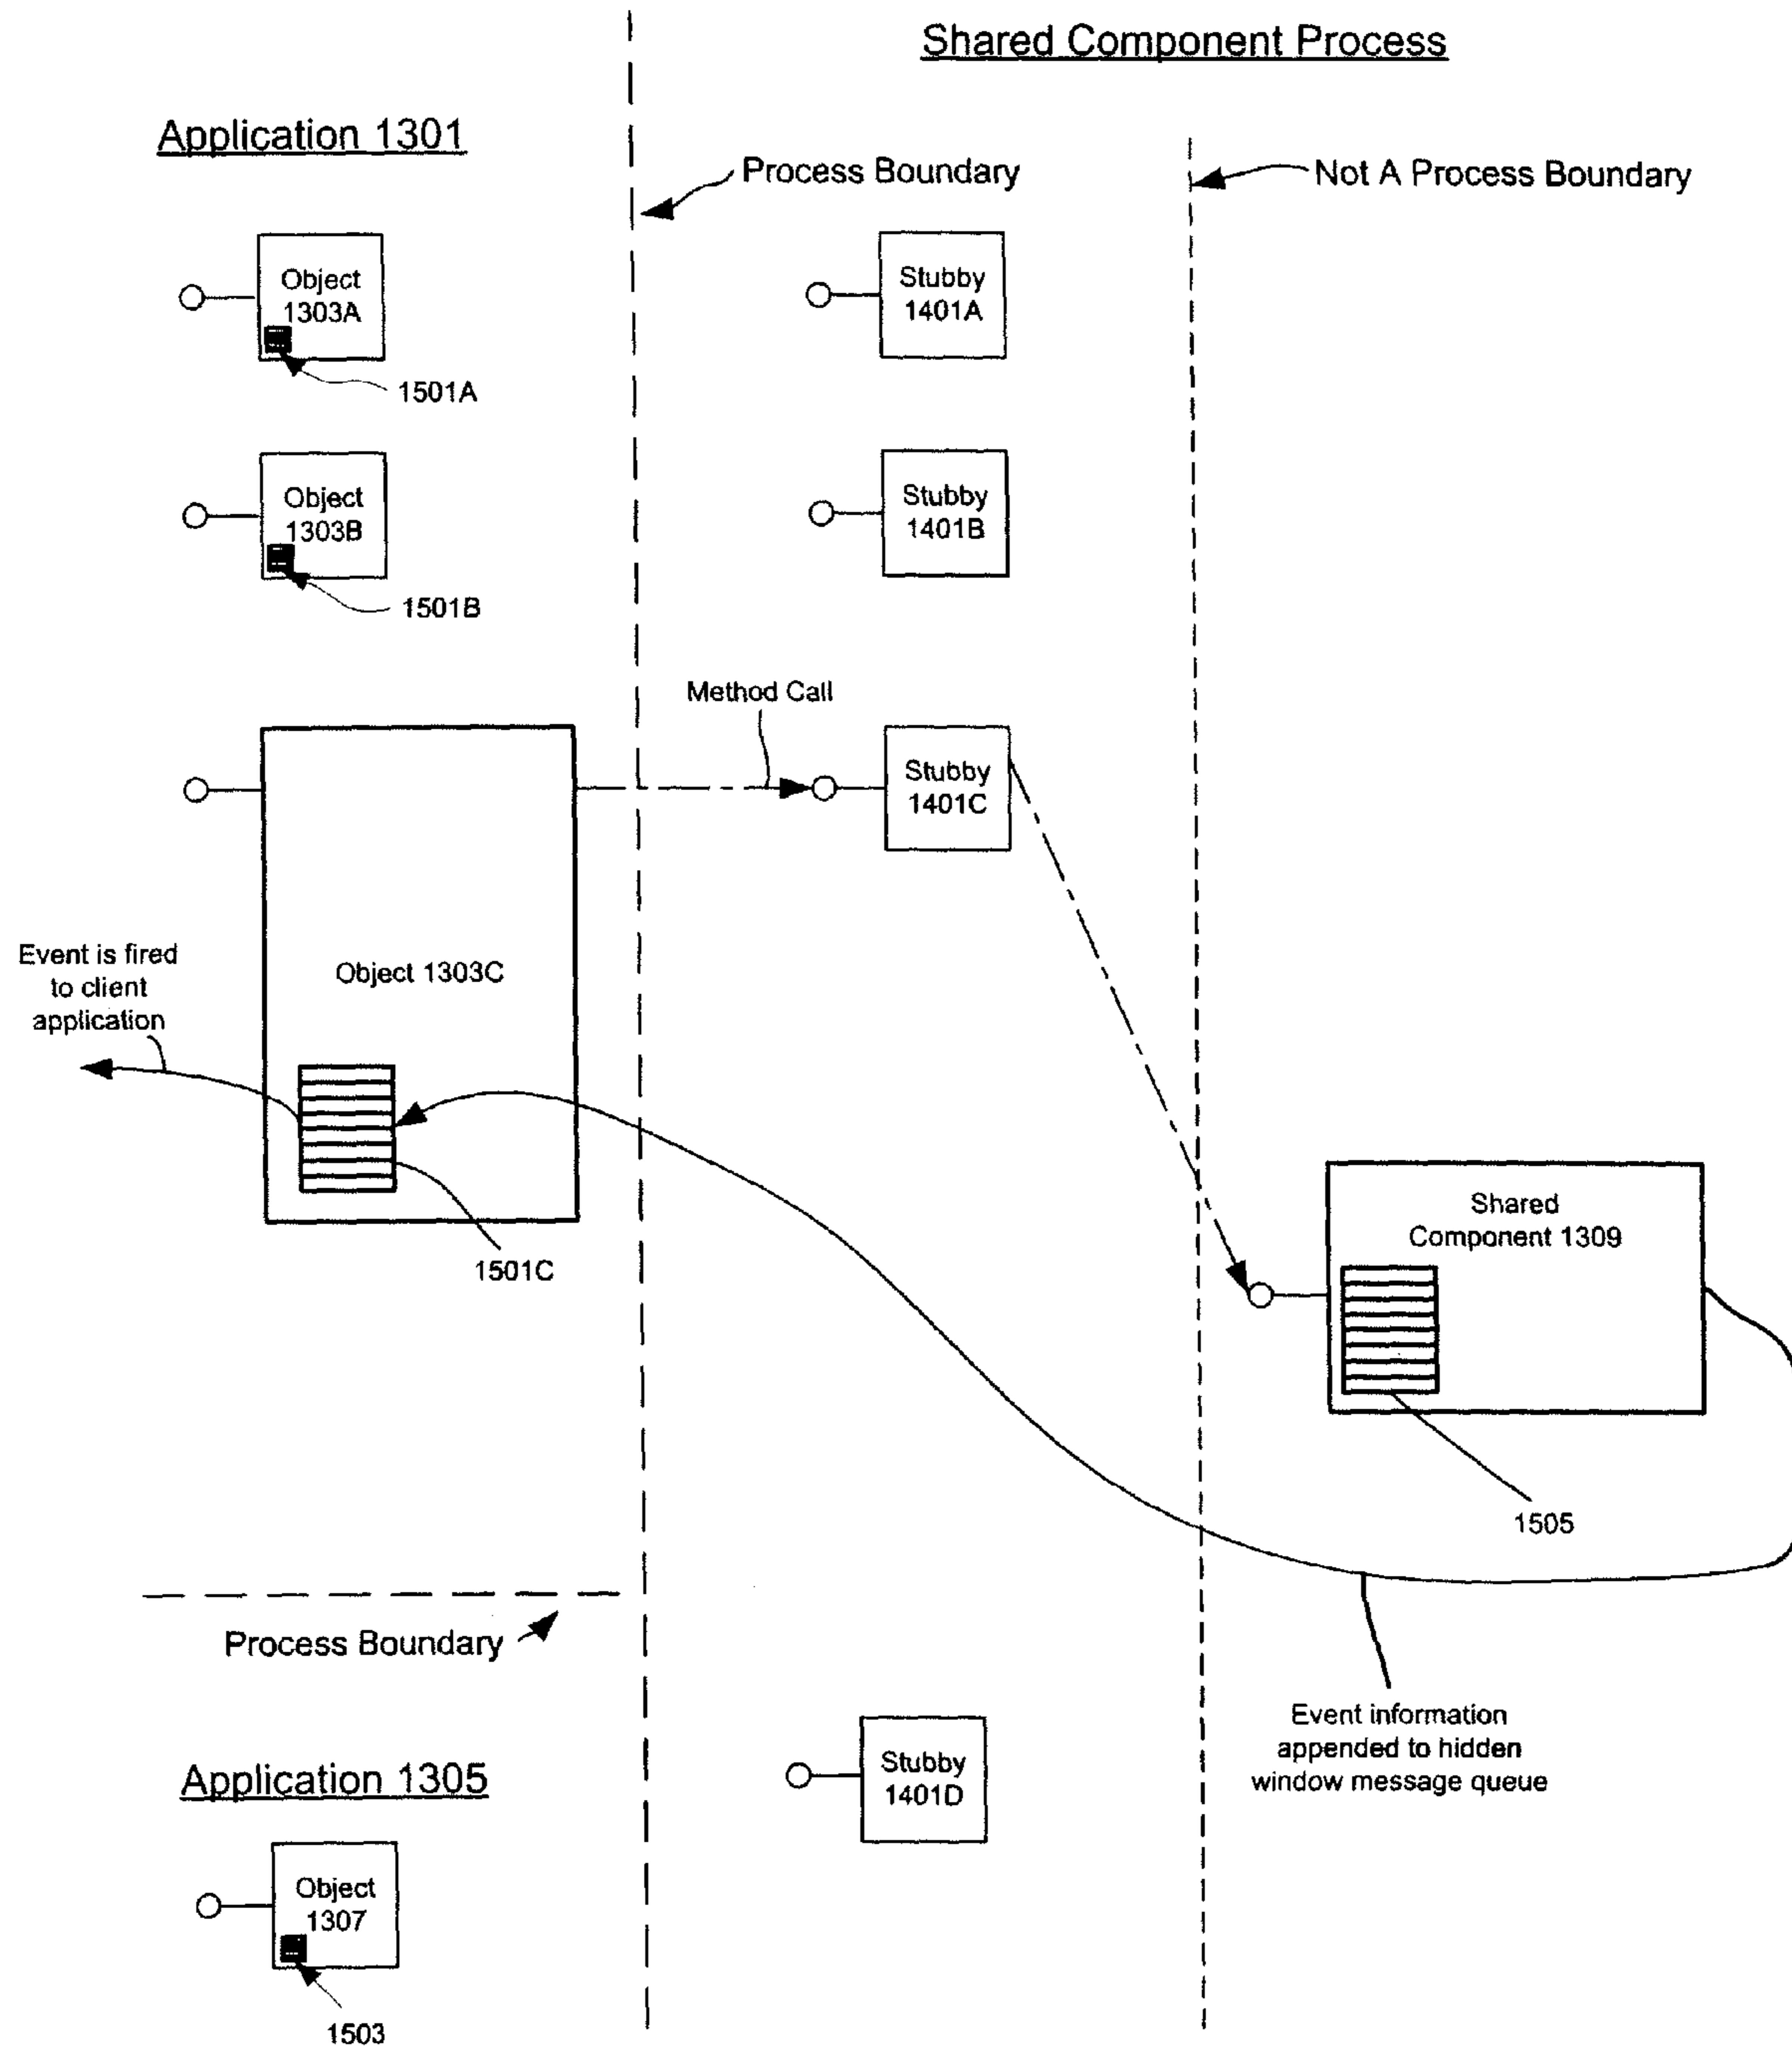 Shared Component Process
Application 1301
Process Boundary
Not A Process Boundary
Object
1303A
Stubby
1401A
1501A
Object
1303B
Stubby
1401B
1501B
Method Call
Stubby
1401C
Event is fired
to client
application
Object 1303C
Shared
Component 1309
1501C
1505
Process Boundary
Event information
appended to hidden
window message queue
Application 1305
Stubby
1401D
Object
1307
1503